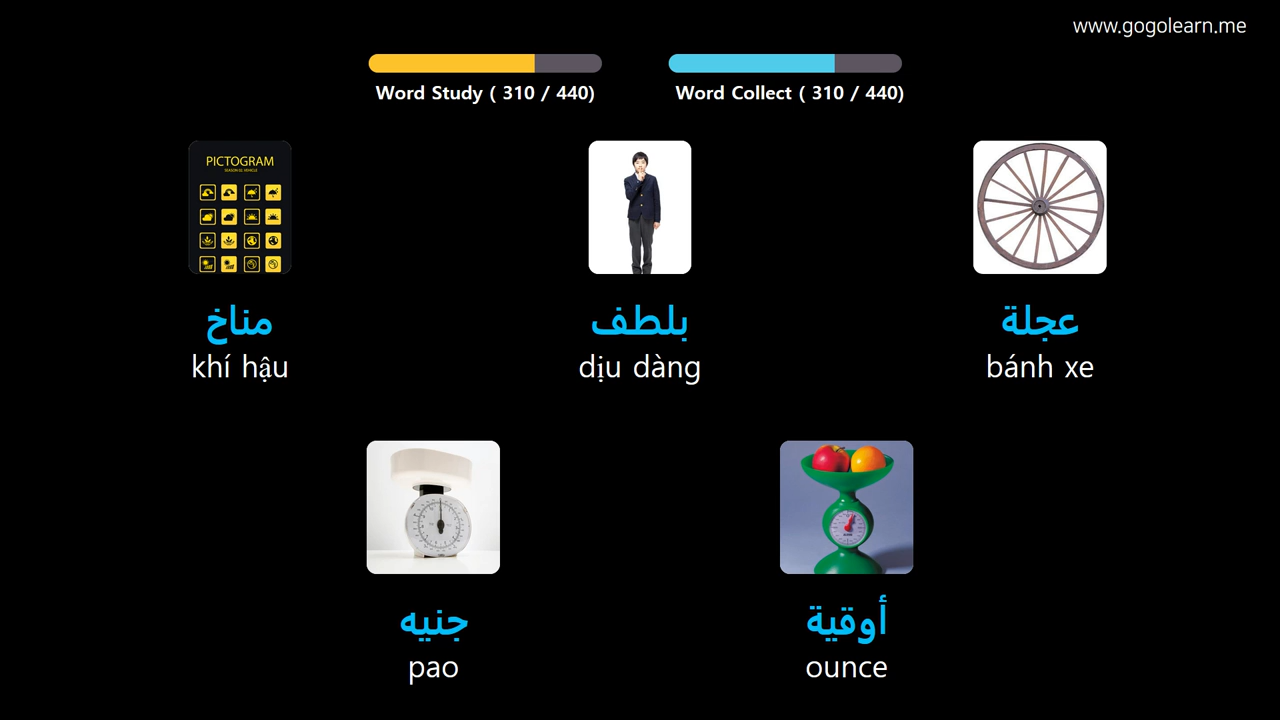 www.gogolearn.me
Word Study ( 310 / 440)
Word Collect ( 310 / 440)
PICTOGRAM
مناخ
khí hậu
بلطف
dịu dàng
عجلة
bánh xe
جنيه
pao
أوقية
ounce